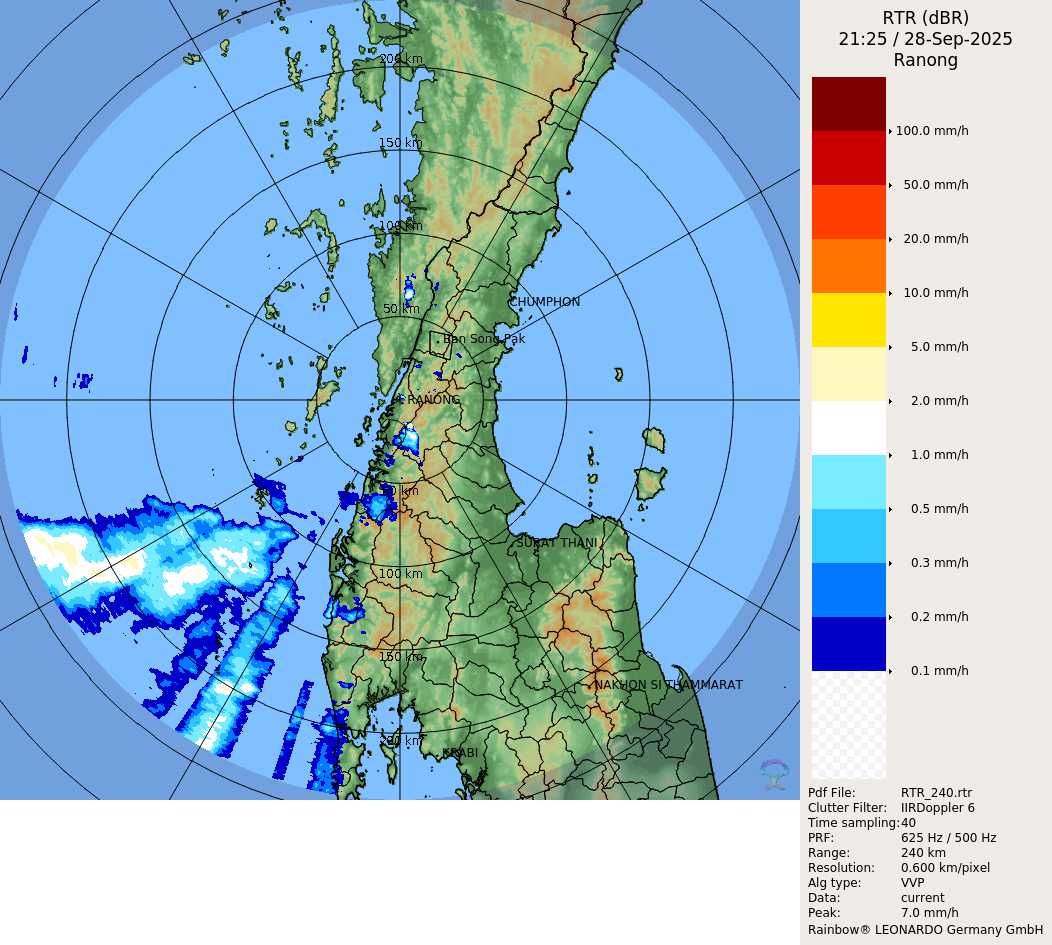 RTR (dBR)
21:25 / 28-Sep-2025
Ranong
100.0 mm/h
50.0 mm/h
20.0 mm/h
10.0 mm/h
5.0 mm/h
2.0 mm/h
1.0 mm/h
0.5 mm/h
0.3 mm/h
0.2 mm/h
0.1 mm/h
200 km
150 km
100 km
50 km
CHUMPHON
Ban Song Pak
RANONG
50 km
SURAT THANI
100 km
150 km
NAKHON SI THAMMARAT
200 km
KRABI
Pdf File: RTR_240.rtr
Clutter Filter: IIRDoppler 6
Time sampling:40
PRF: 625 Hz / 500 Hz
Range: 240 km
Resolution: 0.600 km/pixel
Alg type: VVP
Data: current
Peak: 7.0 mm/h
Rainbow® LEONARDO Germany GmbH